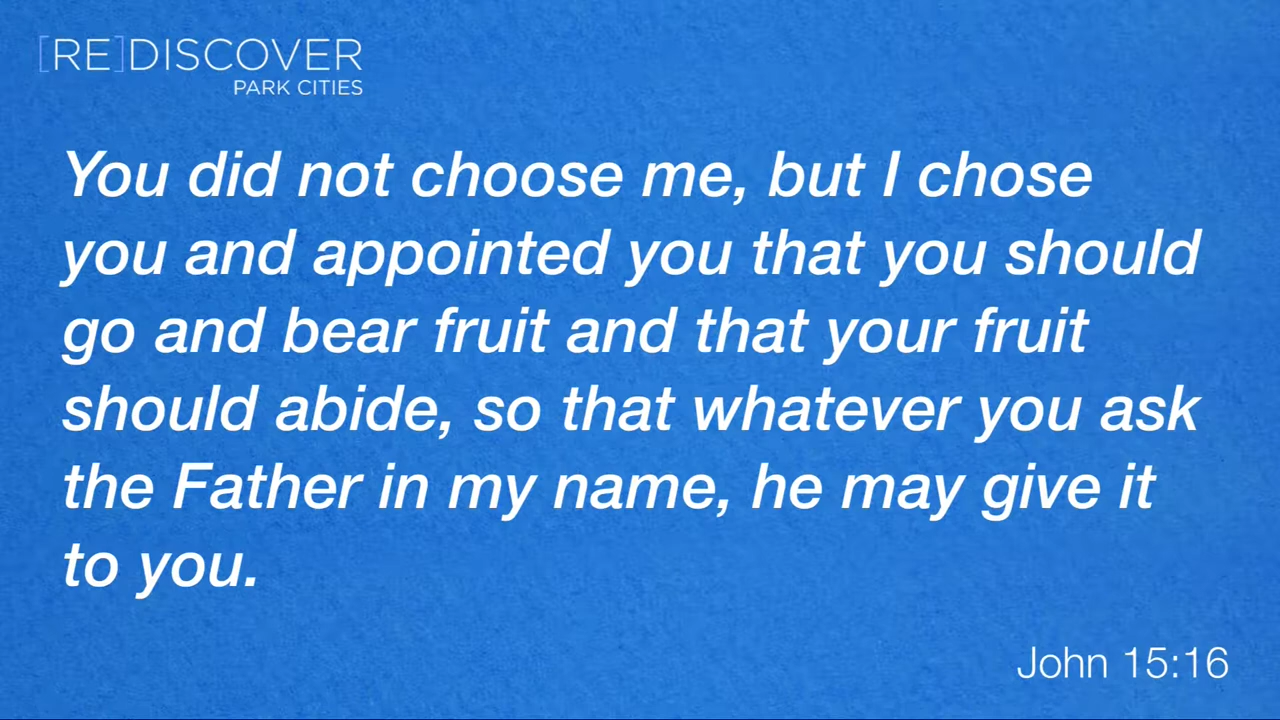 [RE]DISCOVER
PARK CITIES
You did not choose me, but I chose
you and appointed you that you should
go and bear fruit and that your fruit
should abide, so that whatever you ask
the Father in my name, he may give it
to you.
John 15:16